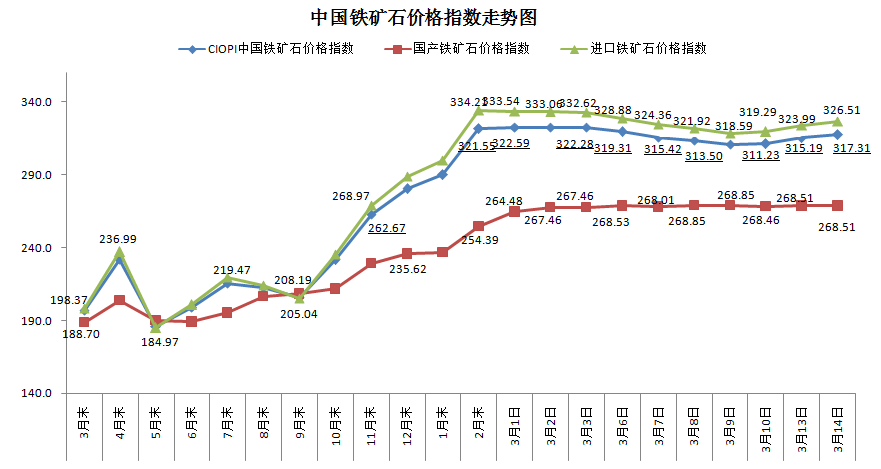 中国铁矿石价格指数走势图
CIOPI中国铁矿石价格指数 国产铁矿石价格指数 进口铁矿石价格指数
340.0
290.0
240.0
190.0
140.0
334.21 333.54 333.06 332.62 328.88 324.36 321.92 318.59 319.29 323.99 326.51
321.55 322.59 322.28 319.31 315.42 313.50 311.23 315.19 317.31
268.97 264.48 267.46 268.01 268.85 268.51
262.67 267.46 268.53 268.85 268.46 268.51
236.99 219.47 208.19 235.62 254.39
198.37
188.70 184.97 205.04
3月末 4月末 5月末 6月末 7月末 8月末 9月末 10月末 11月末 12月末 1月末 2月末 3月1日 3月2日 3月3日 3月6日 3月7日 3月8日 3月9日 3月10日 3月13日 3月14日